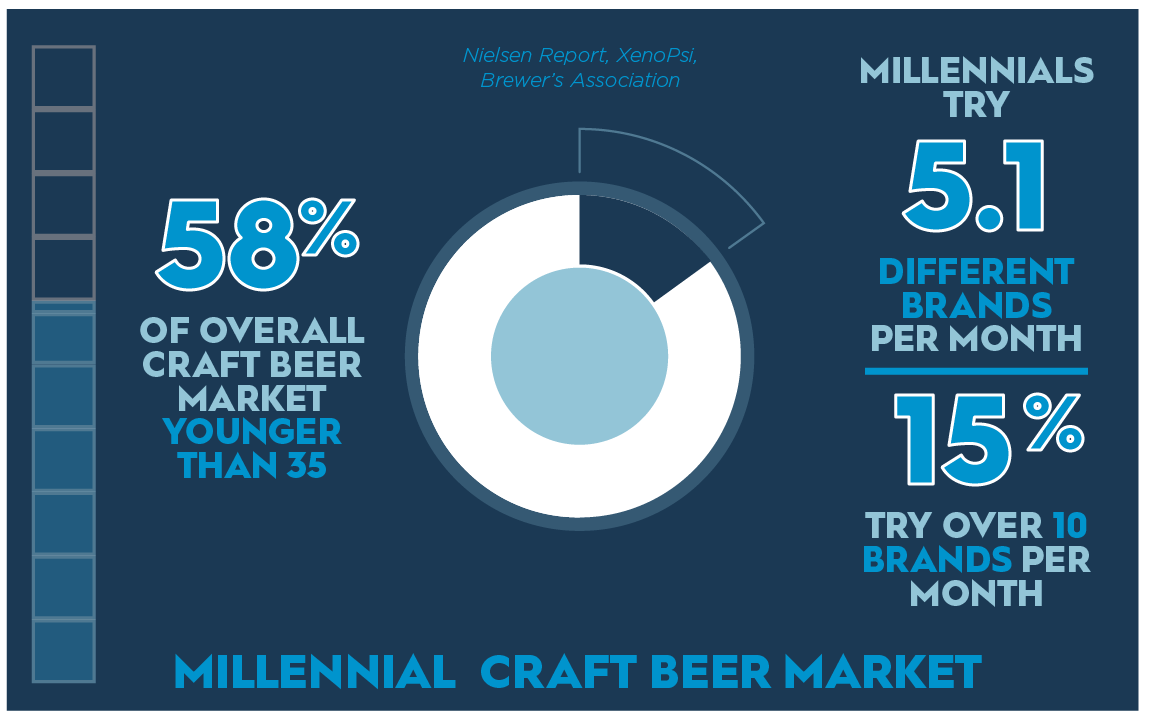 Nielsen Report, XenoPsi,
Brewer's Association
58%
OF OVERALL
CRAFT BEER
MARKET
YOUNGER
THAN 35
MILLENNIALS
TRY
5.1
DIFFERENT
BRANDS
PER MONTH
15%
TRY OVER 10
BRANDS PER
MONTH
MILLENNIAL CRAFT BEER MARKET